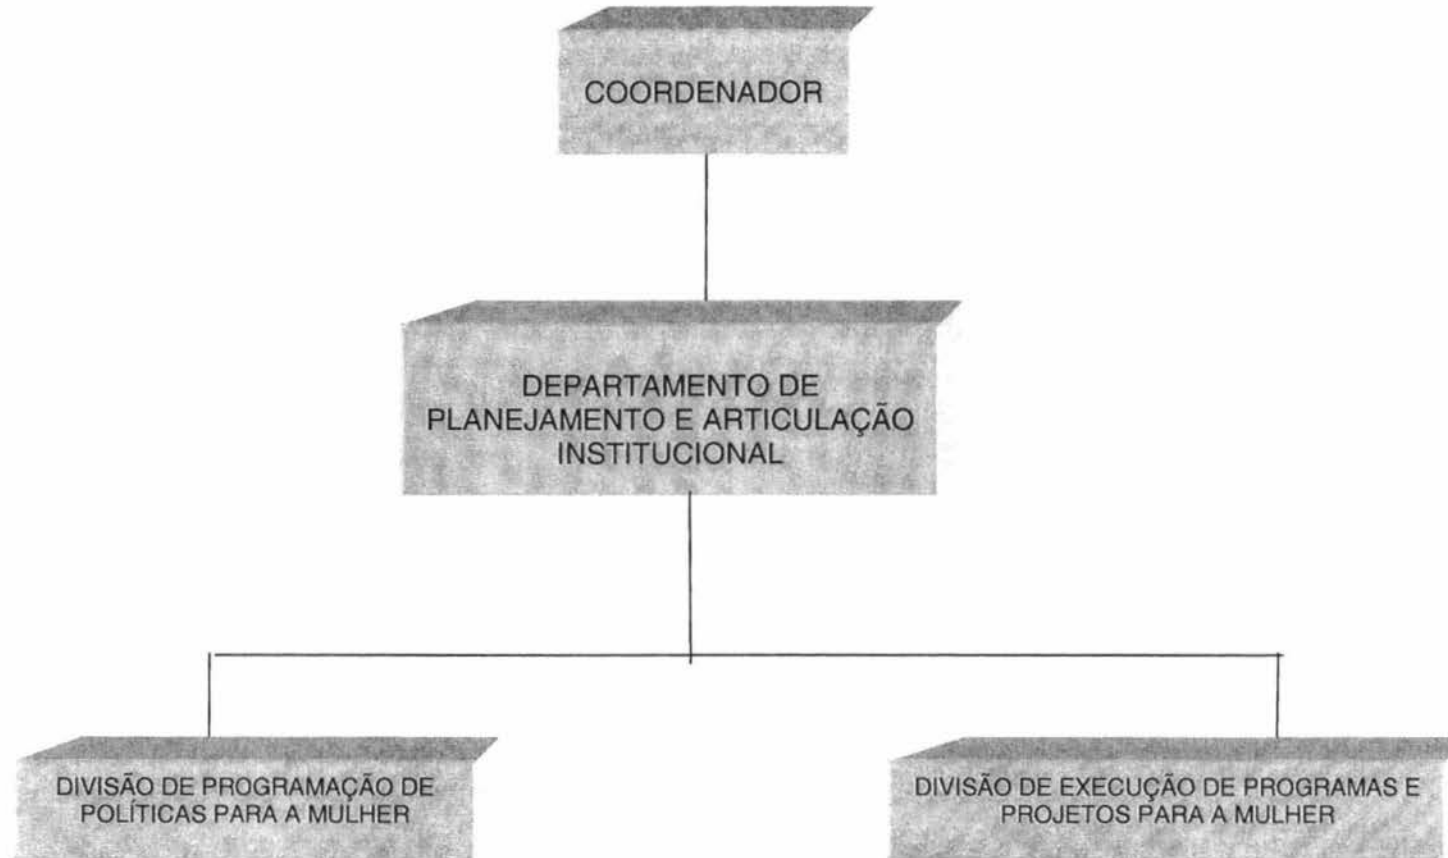 COORDENADOR
DEPARTAMENTO DE
PLANEJAMENTO E ARTICULAÇÃO
INSTITUCIONAL
DIVISÃO DE PROGRAMAÇÃO DE
POLÍTICAS PARA A MULHER
DIVISÃO DE EXECUÇÃO DE PROGRAMAS E
PROJETOS PARA A MULHER